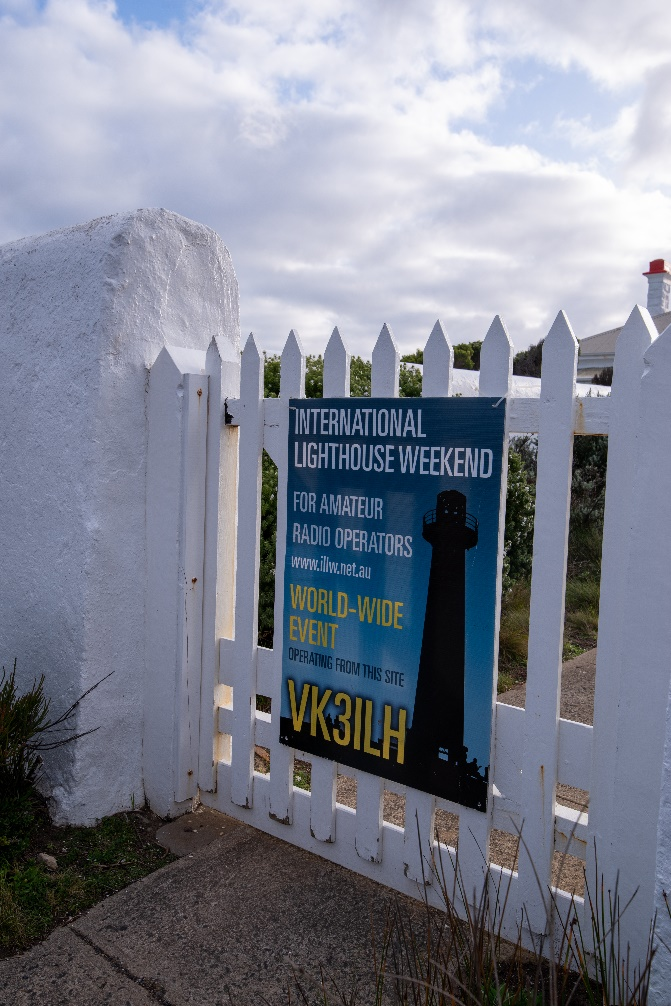 INTERNATIONAL
LIGHTHOUSE WEEKEND
FOR AMATEUR
RADIO OPERATORS
www.illw.net.au
WORLD-WIDE
EVENT
OPERATING FROM THIS SITE
VK3ILH